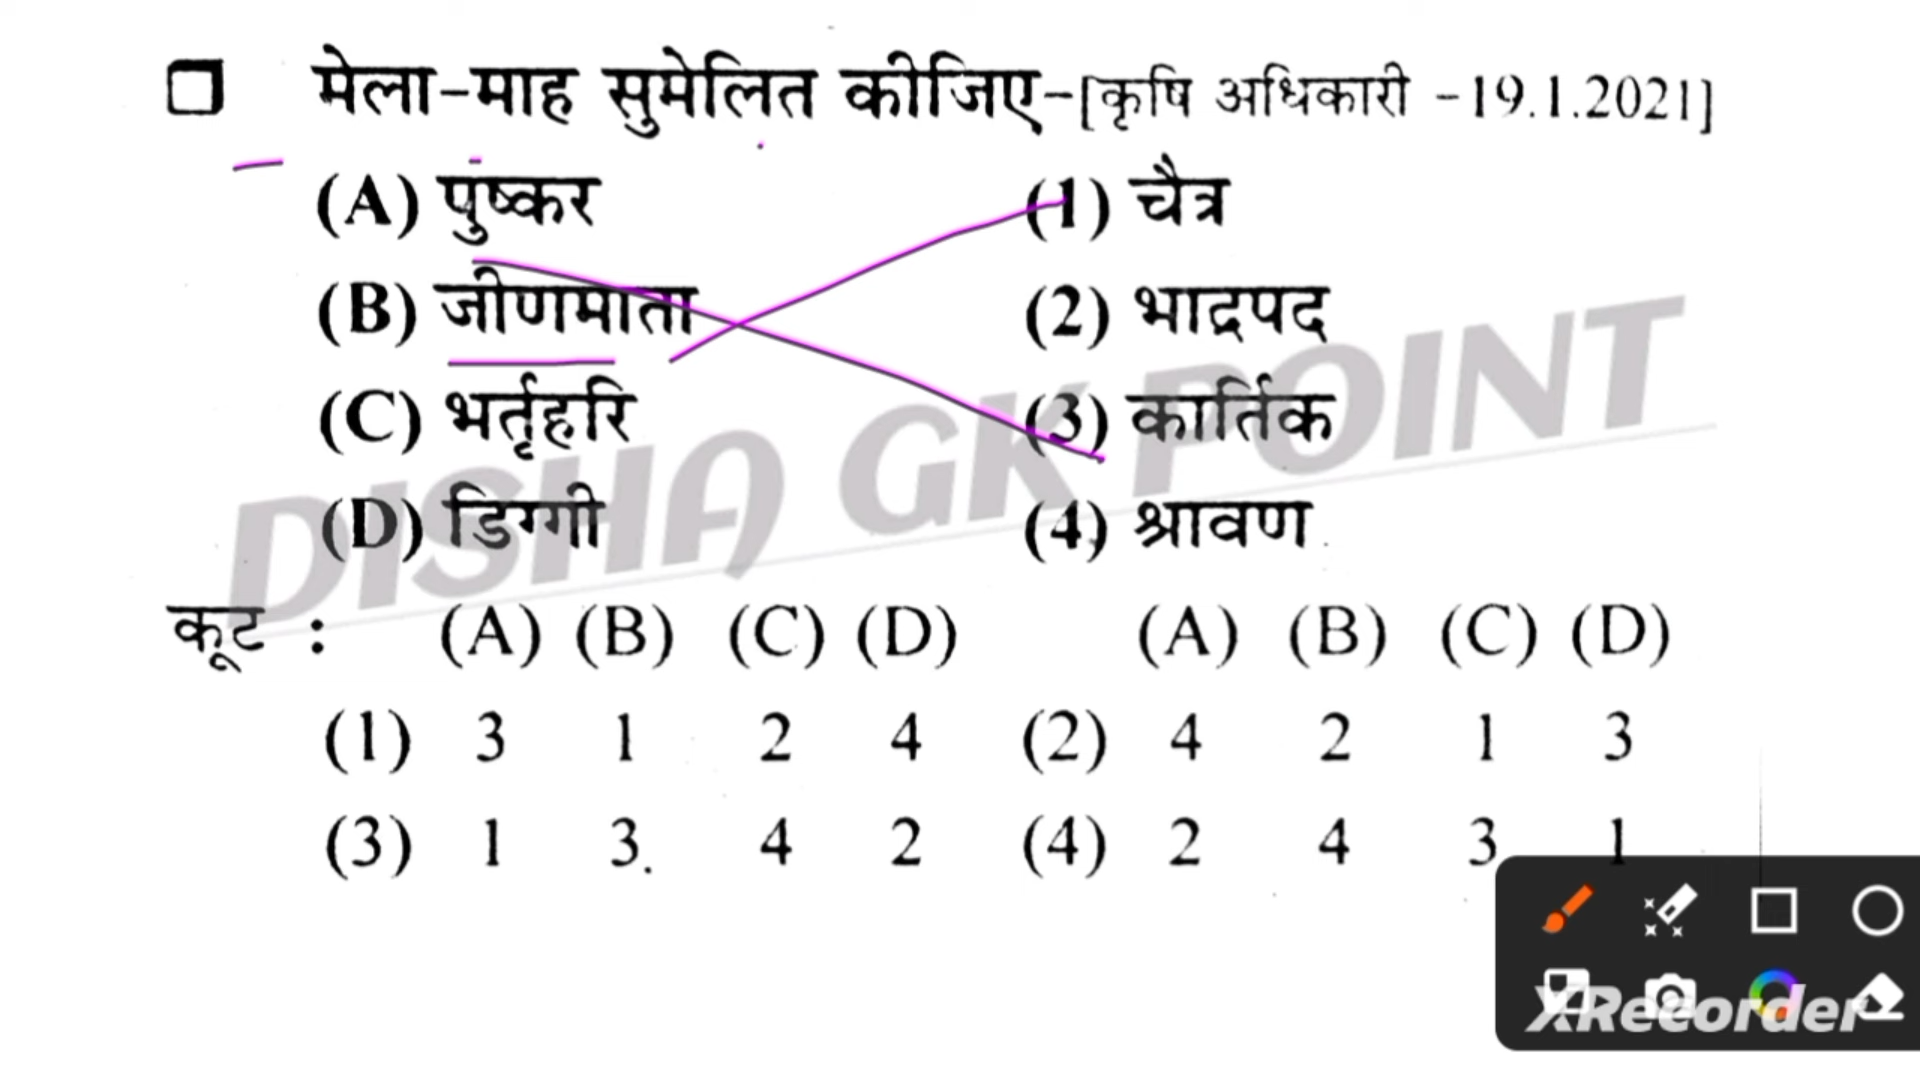 मेला-माह सुमेलित कीजिए-[कृषि अधिकारी -19.1.2021]
(A) पुष्कर (1) चैत्र
(B) जीणमाता (2) भाद्रपद
(C) भर्तृहरि (3) कार्तिक
(D) डिग्गी (4) श्रावण
DISHA GK POINT
कूट : (A) (B) (C) (D) (A) (B) (C) (D)
(1) 3 1 2 4 (2) 4 2 1 3
(3) 1 3. 4 2 (4) 2 4 3 1
XRecorder